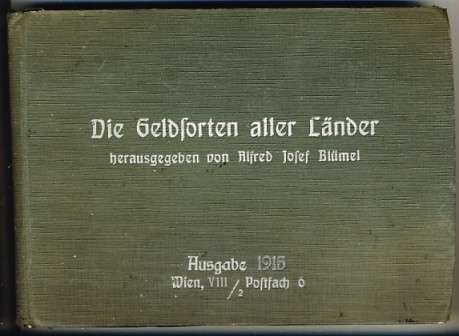 Die Geldſorten aller Länder
herausgegeben von Alfred Joſef Blümel
Ausgabe 1915
Wien, VIII/2 Poſtfach 6